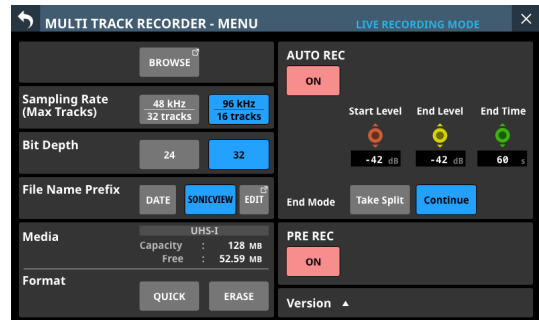 MULTI TRACK RECORDER - MENU
LIVE RECORDING MODE
BROWSE
Sampling Rate
(Max Tracks)
48 kHz
32 tracks
96 kHz
16 tracks
Bit Depth
24
32
File Name Prefix
DATE
SONICVIEW
EDIT
Media
UHS-I
Capacity : 128 MB
Free : 52.59 MB
Format
QUICK
ERASE
AUTO REC
ON
Start Level
End Level
End Time
-42 dB
-42 dB
60 s
End Mode
Take Split
Continue
PRE REC
ON
Version ▲